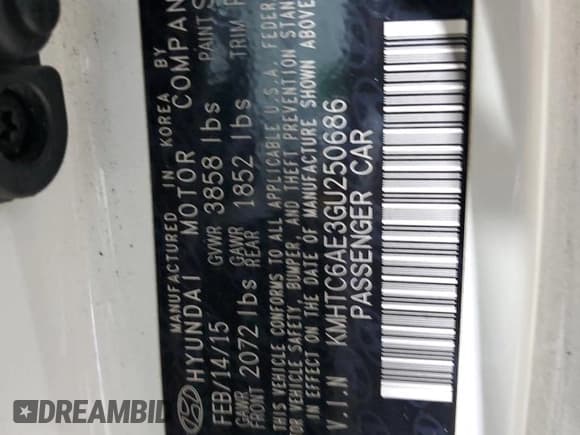 MANUFACTURED IN KOREA BY
HYUNDAI MOTOR COMPAN
FEB/14/15 GVWR 3858 lbs PAINT S
GAWR FRONT 2072 lbs GAWR REAR 1852 lbs TRIM
THIS VEHICLE CONFORMS TO ALL APPLICABLE U.S.A. FEDER
FOR VEHICLE SAFETY, BUMPER, AND THEFT PREVENTION STAN
IN EFFECT ON THE DATE OF MANUFACTURE SHOWN ABOVE
V.I.N KMHTC6AE3GU250686
PASSENGER CAR
DREAMBID